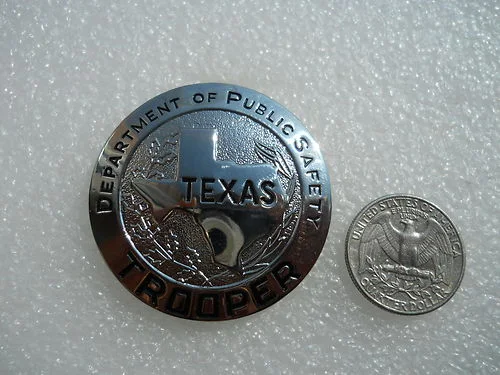 DEPARTMENT OF PUBLIC SAFETY
TEXAS
TROOPER
UNITED STATES OF AMERICA
QUARTER DOLLAR